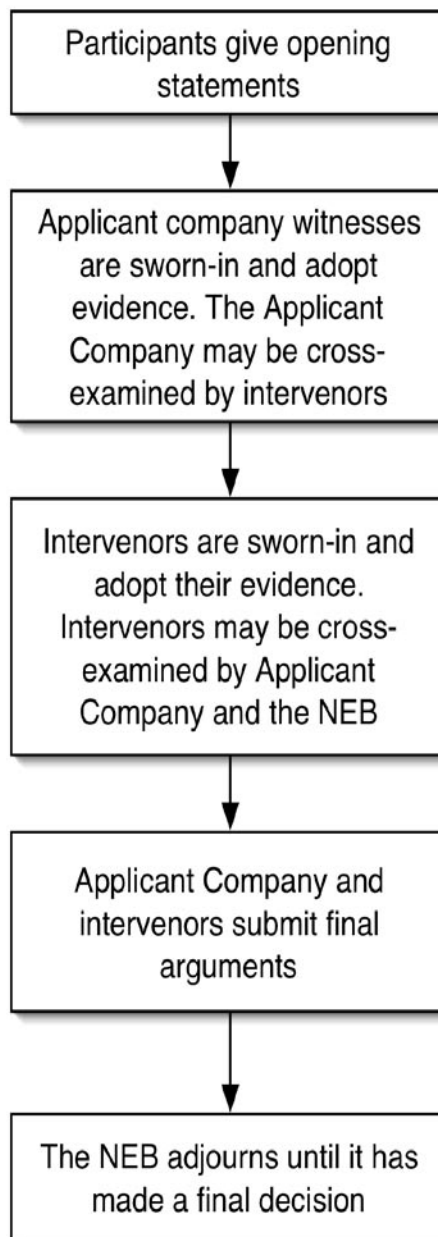 Participants give opening
statements
Applicant company witnesses
are sworn-in and adopt
evidence. The Applicant
Company may be cross-
examined by intervenors
Intervenors are sworn-in and
adopt their evidence.
Intervenors may be cross-
examined by Applicant
Company and the NEB
Applicant Company and
intervenors submit final
arguments
The NEB adjourns until it has
made a final decision